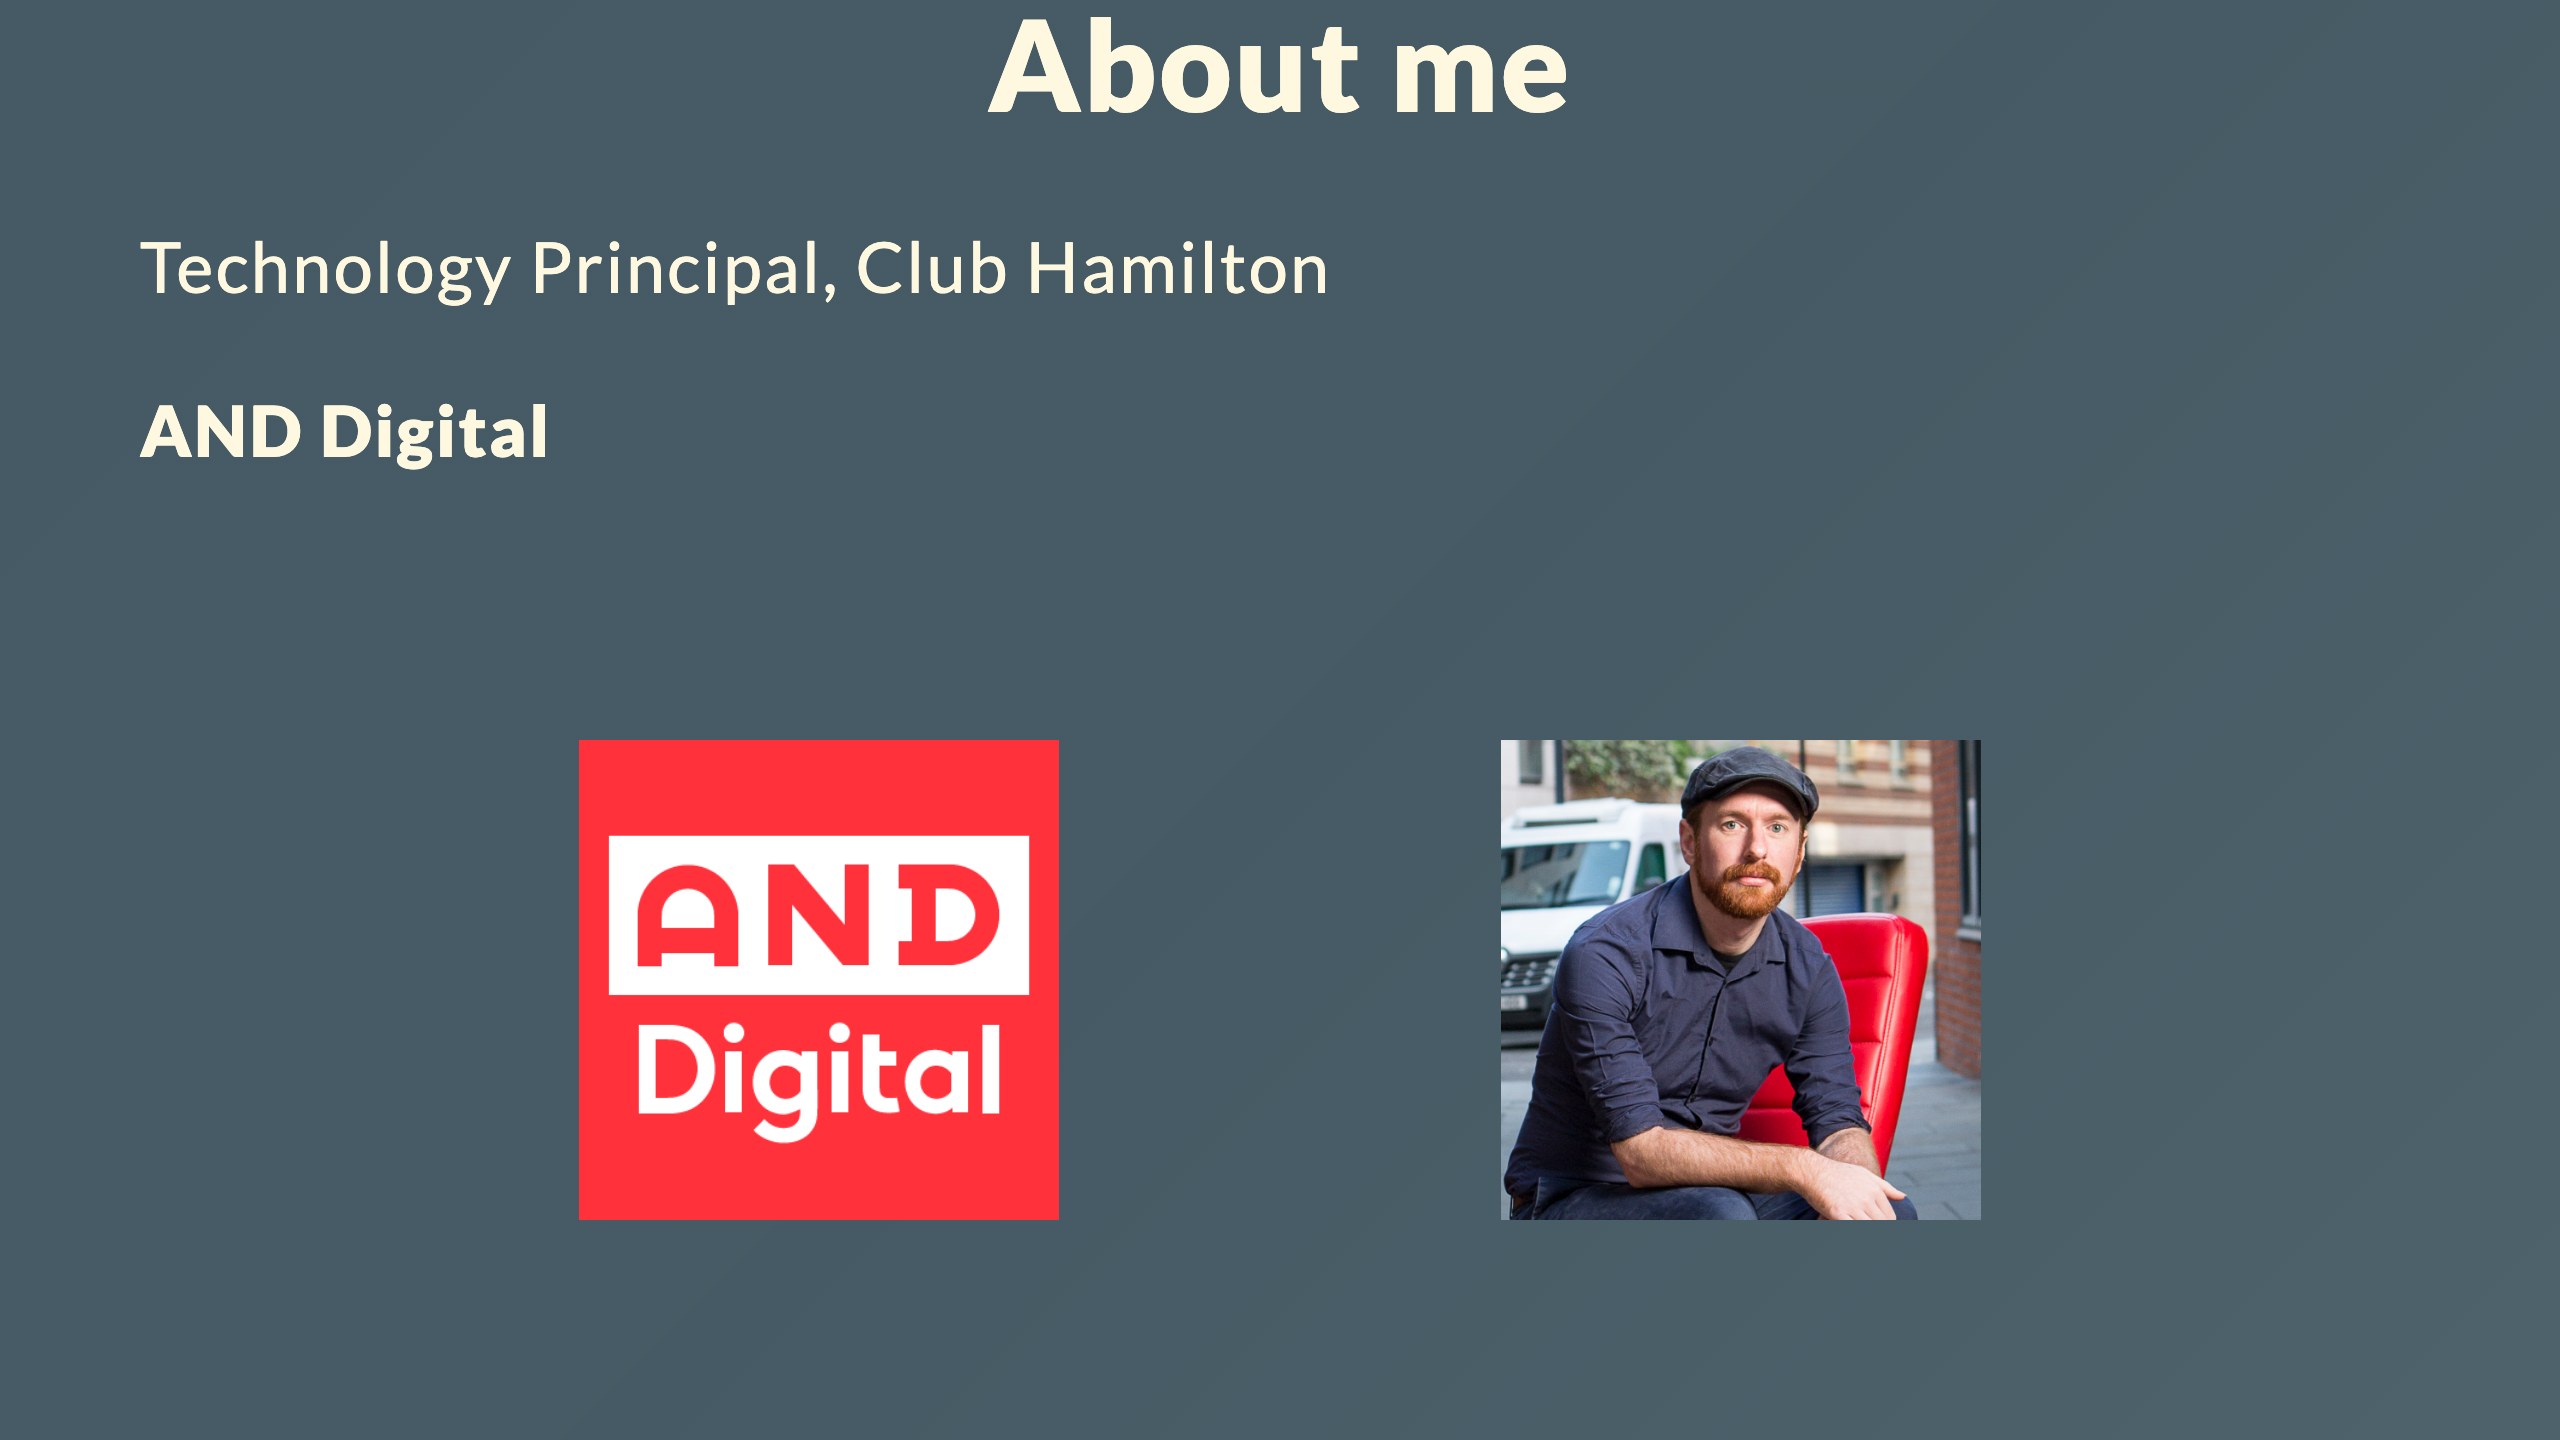 About me
Technology Principal, Club Hamilton
AND Digital
AND
Digital